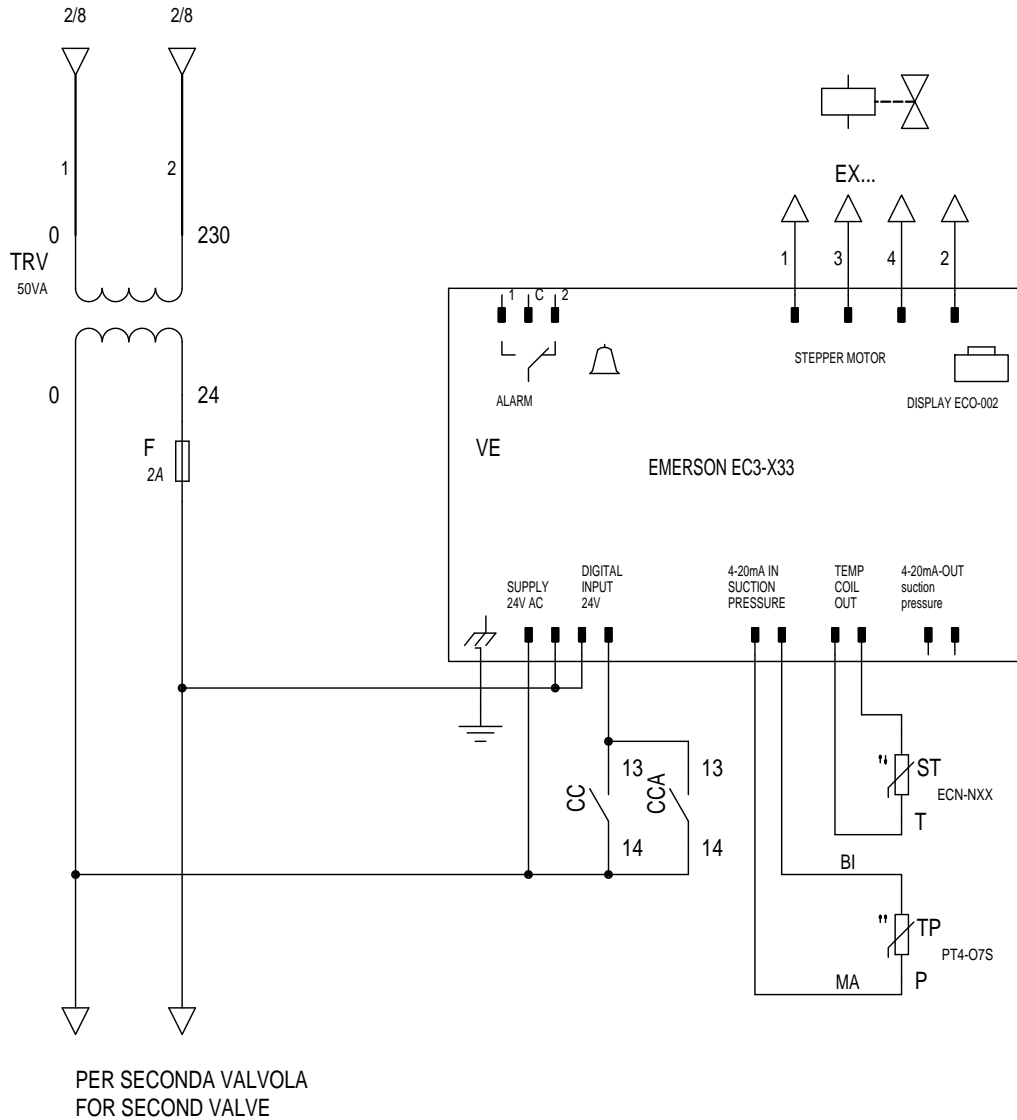 2/8
2/8
1
2
EX...
0
230
1
3
4
2
TRV
50VA
1
C
2
STEPPER MOTOR
0
24
ALARM
DISPLAY ECO-002
F
VE
EMERSON EC3-X33
2A
SUPPLY
24V AC
DIGITAL
INPUT
24V
4-20mA IN
SUCTION
PRESSURE
TEMP
COIL
OUT
4-20mA-OUT
suction
pressure
13
13
ST
CC
CCA
ECN-NXX
T
14
14
BI
TP
PT4-O7S
MA
P
PER SECONDA VALVOLA
FOR SECOND VALVE